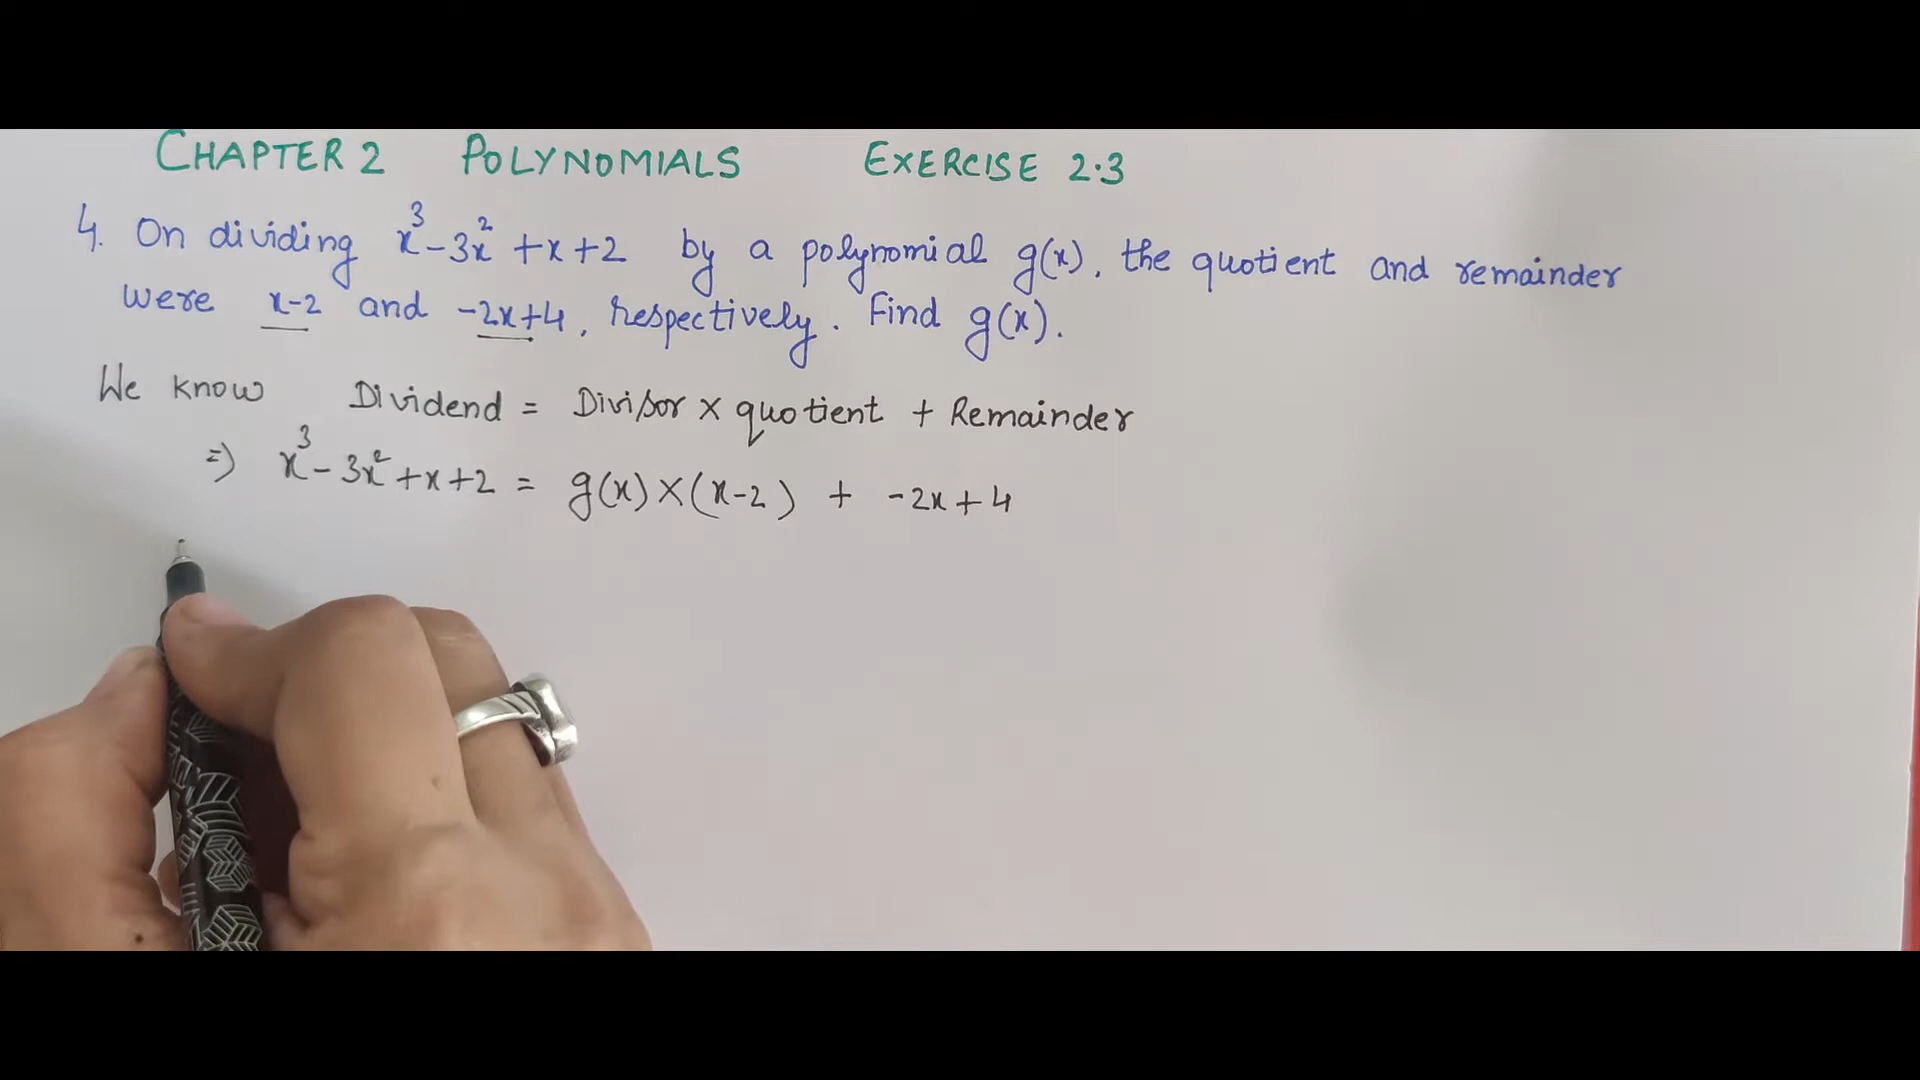 CHAPTER 2 POLYNOMIALS EXERCISE 2.3
4. On dividing x³-3x²+x+2 by a polynomial g(x), the quotient and remainder
were x-2 and -2x+4, respectively. Find g(x).
We know Dividend = Divisor × quotient + Remainder
=) x³-3x²+x+2 = g(x)×(x-2) + -2x+4